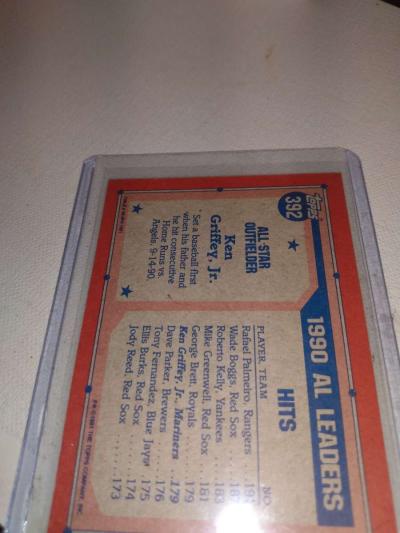 Topps
392
1990 AL LEADERS
ALL STAR
OUTFIELDER
Ken
Griffey, Jr.
Set a baseball first
when his father and
he hit consecutive
Home Runs vs.
Angels, 9-14-90.
HITS
PLAYER, TEAM NO.
Rafael Palmeiro, Rangers
Wade Boggs, Red Sox
Roberto Kelly, Yankees 183
Mike Greenwell, Red Sox 181
George Brett, Royals 179
Ken Griffey, Jr., Mariners 179
Dave Parker, Brewers 176
Tony Fernandez, Blue Jays 175
Ellis Burks, Red Sox 174
Jody Reed, Red Sox 173
© 1991 THE TOPPS COMPANY, INC.